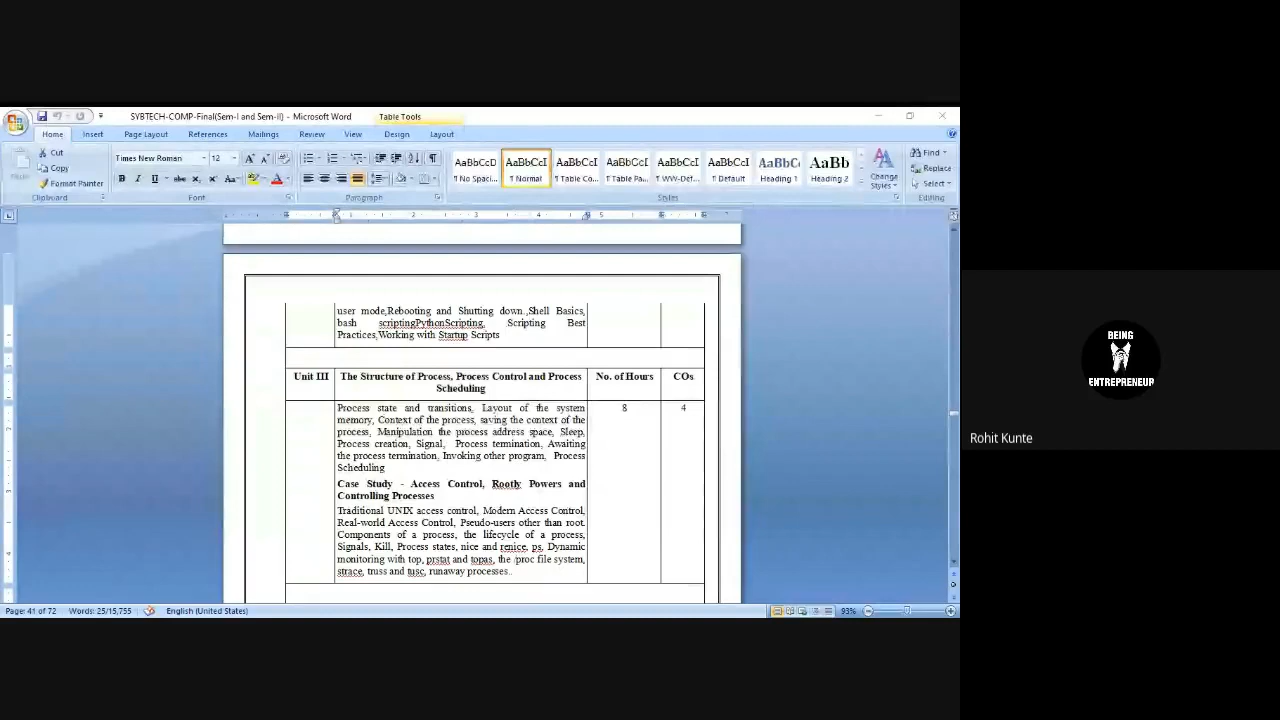 SYBTECH-COMP-Final(Sem-I and Sem-II) - Microsoft Word
Table Tools
Home Insert Page Layout References Mailings Review View Design Layout
Cut
Copy
Format Painter
Paste
Clipboard
Times New Roman 12
Font
Paragraph
AaBbCcD AaBbCcI AaBbCcI AaBbCcI AaBbCcI AaBbCcI AaBbCc AaBb
¶ No Spaci... ¶ Normal ¶ Table Co... ¶ Table Pa... ¶ WW-Def... ¶ Default Heading 1 Heading 2
Change
Styles
Styles
Find
Replace
Select
Editing
user mode,Rebooting and Shutting down.,Shell Basics,
bash scriptingPythonScripting, Scripting Best
Practices,Working with Startup Scripts
Unit III The Structure of Process, Process Control and Process No. of Hours COs
Scheduling
Process state and transitions, Layout of the system 8 4
memory, Context of the process, saving the context of the
process, Manipulation the process address space, Sleep,
Process creation, Signal, Process termination, Awaiting
the process termination, Invoking other program, Process
Scheduling
Case Study - Access Control, Rootly Powers and
Controlling Processes
Traditional UNIX access control, Modern Access Control,
Real-world Access Control, Pseudo-users other than root.
Components of a process, the lifecycle of a process,
Signals, Kill, Process states, nice and renice, ps, Dynamic
monitoring with top, prstat and topas, the /proc file system,
strace, truss and tusc, runaway processes..
Page: 41 of 72 Words: 25/15,755 English (United States) 93%
BEING
ENTREPRENEUR
Rohit Kunte